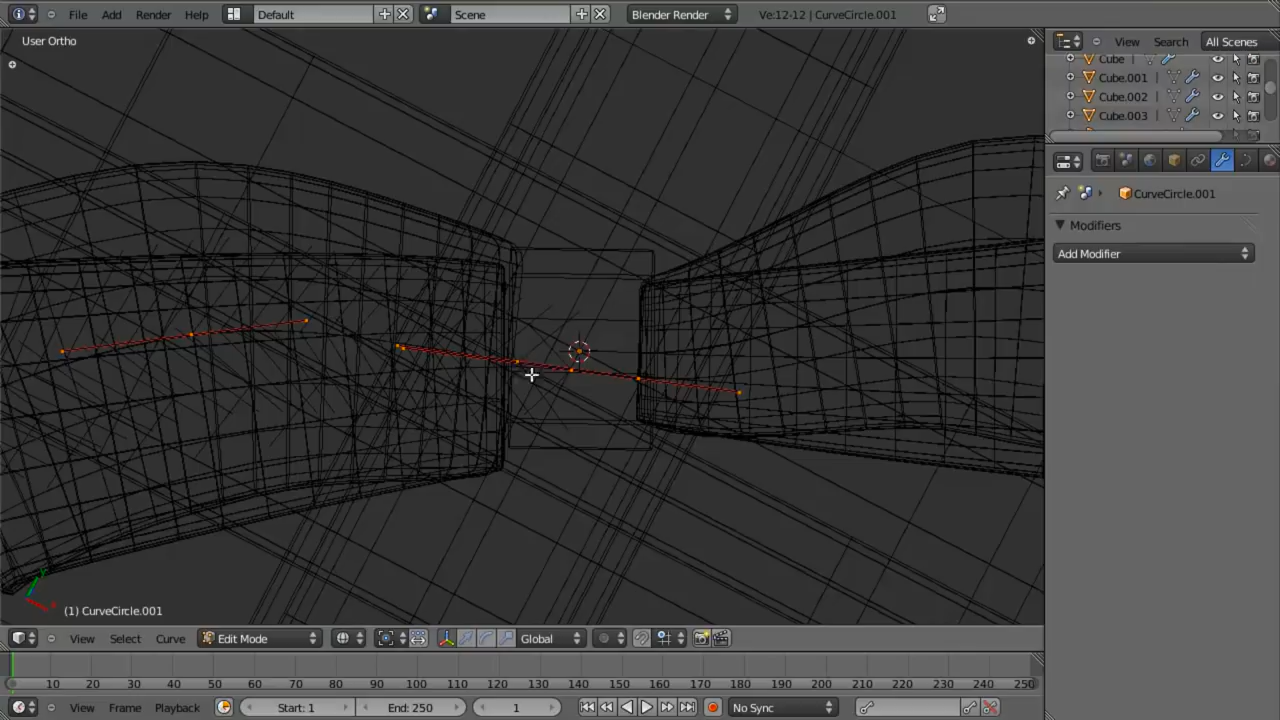 File Add Render Help Default Scene Blender Render Ve:12-12 | CurveCircle.001
User Ortho
View Search All Scenes
Cube
Cube.001
Cube.002
Cube.003
CurveCircle.001
Modifiers
Add Modifier
(1) CurveCircle.001
View Select Curve Edit Mode Global
10 20 30 40 50 60 70 80 90 100 110 120 130 140 150 160 170 180 190 200 210 220 230 240 250
View Frame Playback Start: 1 End: 250 1 No Sync